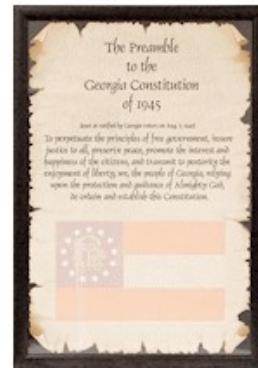 The Preamble
to the
Georgia Constitution
of 1945
To perpetuate the principles of free government, insure
justice to all, preserve peace, promote the interest and
happiness of the citizens, and transmit to posterity the
enjoyment of liberty, we, the people of Georgia, relying
upon the protection and guidance of Almighty God,
do ordain and establish this Constitution.